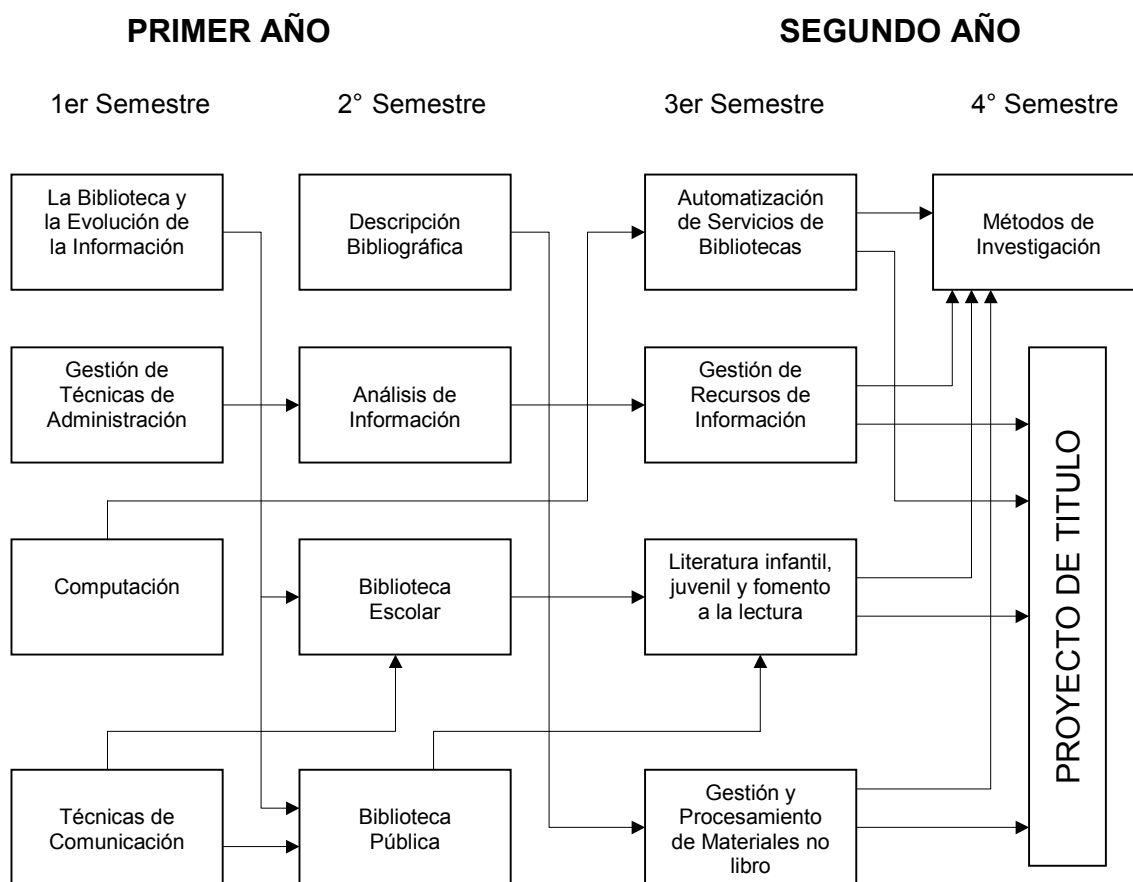 PRIMER AÑO
SEGUNDO AÑO
1er Semestre
2° Semestre
3er Semestre
4° Semestre
La Biblioteca y
la Evolución de
la Información
Descripción
Bibliográfica
Automatización
de Servicios de
Bibliotecas
Métodos de
Investigación
Gestión de
Técnicas de
Administración
Análisis de
Información
Gestión de
Recursos de
Información
PROYECTO DE TITULO
Computación
Biblioteca
Escolar
Literatura infantil,
juvenil y fomento
a la lectura
Técnicas de
Comunicación
Biblioteca
Pública
Gestión y
Procesamiento
de Materiales no
libro